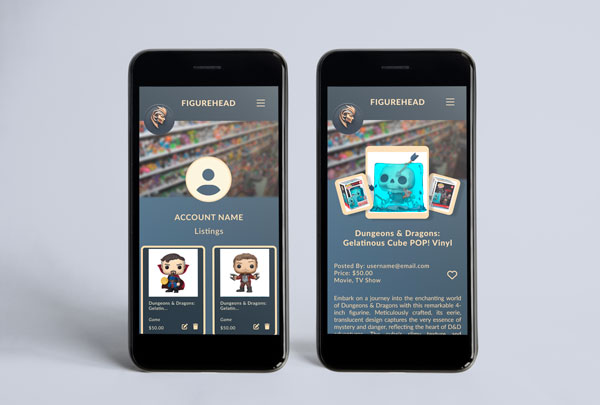 FIGUREHEAD
ACCOUNT NAME
Listings
Dungeons & Dragons:
Gelatin...
Game
$50.00
Dungeons & Dragons:
Gelatin...
Game
$50.00
FIGUREHEAD
Dungeons & Dragons:
Gelatinous Cube POP! Vinyl
Posted By: username@email.com
Price: $50.00
Movie, TV Show
Embark on a journey into the enchanting world
of Dungeons & Dragons with this remarkable 4-
inch figurine. Meticulously crafted, its eerie,
translucent design captures the very essence of
mystery and danger, reflecting the heart of D&D